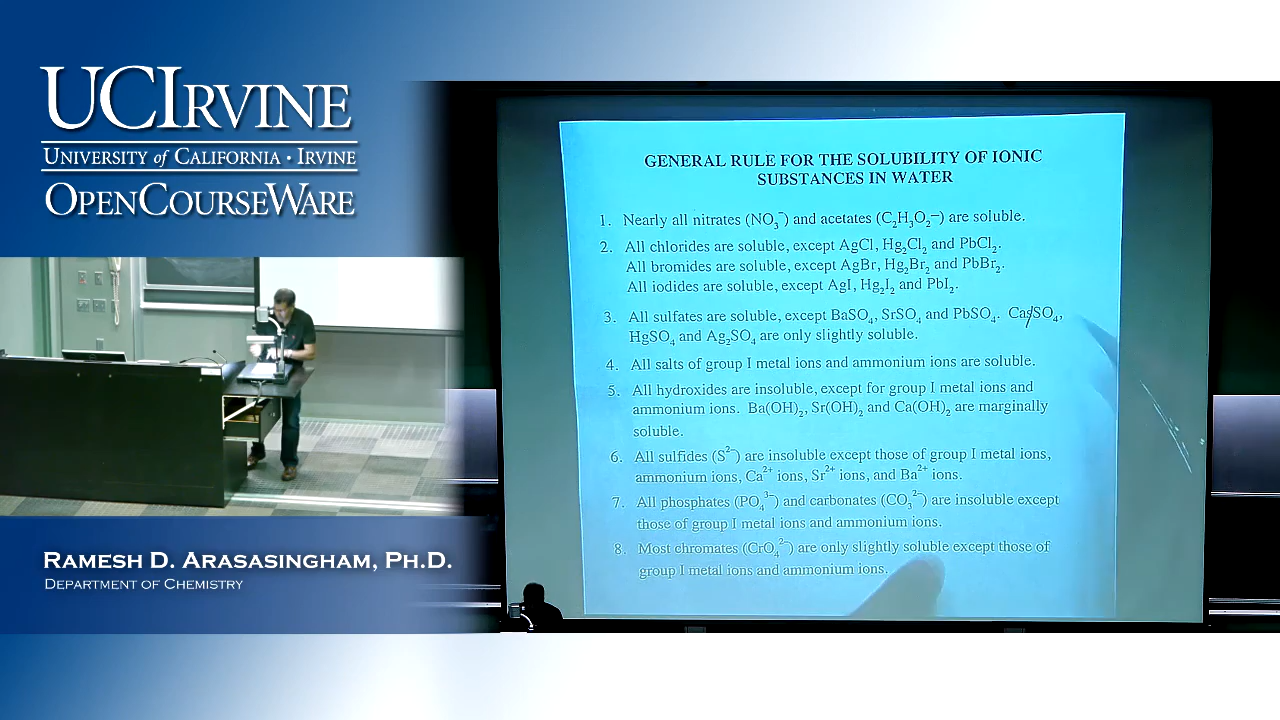 UCIRVINE
UNIVERSITY of CALIFORNIA · IRVINE
OPENCOURSEWARE
RAMESH D. ARASASINGHAM, PH.D.
DEPARTMENT OF CHEMISTRY
GENERAL RULE FOR THE SOLUBILITY OF IONIC
SUBSTANCES IN WATER
1. Nearly all nitrates (NO₃⁻) and acetates (C₂H₃O₂⁻) are soluble.
2. All chlorides are soluble, except AgCl, Hg₂Cl₂ and PbCl₂.
All bromides are soluble, except AgBr, Hg₂Br₂ and PbBr₂.
All iodides are soluble, except AgI, Hg₂I₂ and PbI₂.
3. All sulfates are soluble, except BaSO₄, SrSO₄ and PbSO₄. CaSO₄,
HgSO₄ and Ag₂SO₄ are only slightly soluble.
4. All salts of group I metal ions and ammonium ions are soluble.
5. All hydroxides are insoluble, except for group I metal ions and
ammonium ions. Ba(OH)₂, Sr(OH)₂ and Ca(OH)₂ are marginally
soluble.
6. All sulfides (S²⁻) are insoluble except those of group I metal ions,
ammonium ions, Ca²⁺ ions, Sr²⁺ ions, and Ba²⁺ ions.
7. All phosphates (PO₄³⁻) and carbonates (CO₃²⁻) are insoluble except
those of group I metal ions and ammonium ions.
8. Most chromates (CrO₄²⁻) are only slightly soluble except those of
group I metal ions and ammonium ions.